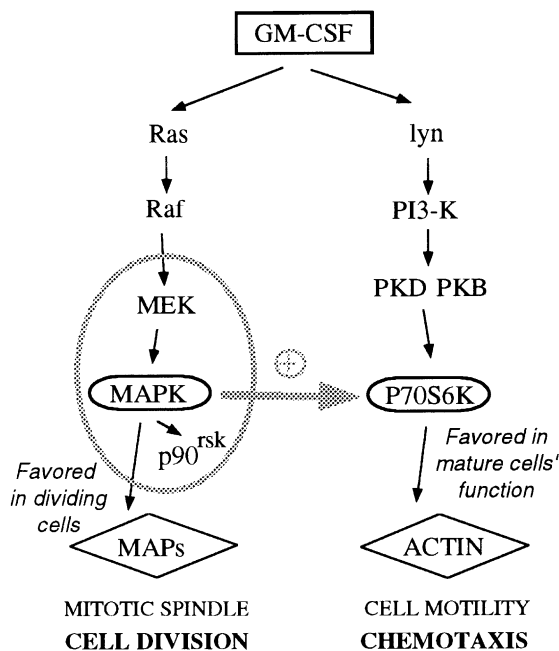 GM-CSF
Ras
lyn
Raf
PI3-K
MEK
PKD PKB
+
MAPK
P70S6K
p90rsk
Favored
in dividing
cells
Favored in
mature cells'
function
MAPs
ACTIN
MITOTIC SPINDLE
CELL MOTILITY
CELL DIVISION
CHEMOTAXIS